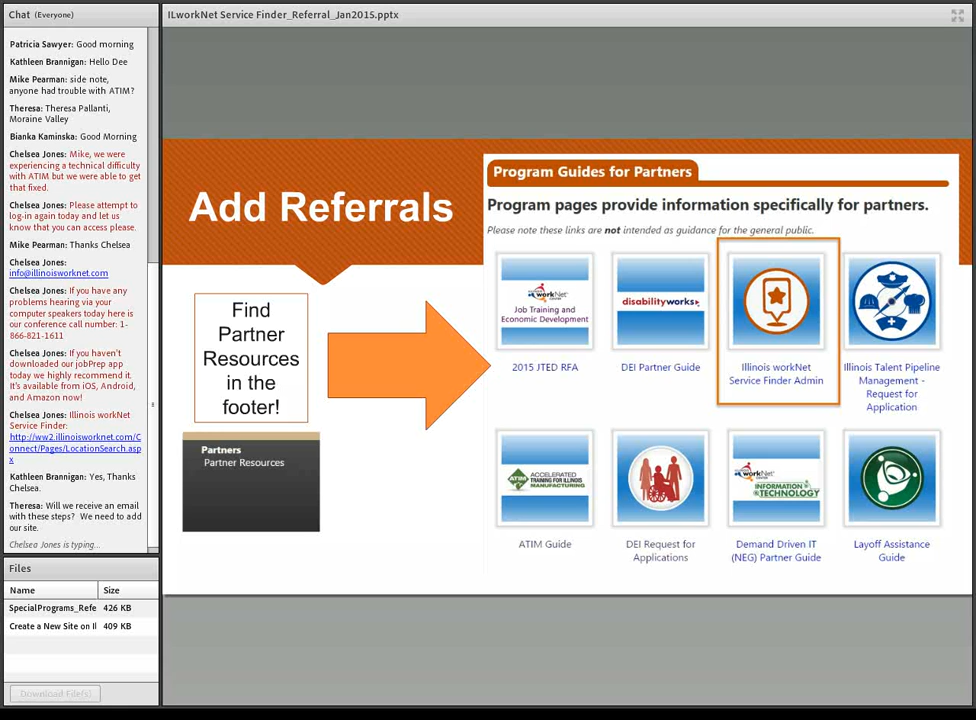 Chat (Everyone)
Patricia Sawyer: Good morning
Kathleen Brannigan: Hello Dee
Mike Pearman: side note,
anyone had trouble with ATIM?
Theresa: Theresa Pallanti,
Moraine Valley
Bianka Kaminska: Good Morning
Chelsea Jones: Mike, we were
experiencing a technical difficulty
with ATIM but we were able to get
that fixed.
Chelsea Jones: Please attempt to
log-in again today and let us
know that you can access please.
Mike Pearman: Thanks Chelsea
Chelsea Jones:
info@illinoisworknet.com
Chelsea Jones: If you have any
problems hearing via your
computer speakers today here is
our conference call number: 1-
866-821-1611
Chelsea Jones: If you haven't
downloaded our jobPrep app
today we highly recommend it.
It's available from iOS, Android,
and Amazon now!
Chelsea Jones: Illinois workNet
Service Finder:
http://ww2.illinoisworknet.com/C
onnect/Pages/LocationSearch.asp
x
Kathleen Brannigan: Yes, Thanks
Chelsea.
Theresa: Will we receive an email
with these steps? We need to add
our site.
Chelsea Jones is typing...
Files
Name Size
SpecialPrograms_Refe 426 KB
Create a New Site on Il 409 KB
Download File(s)
ILworkNet Service Finder_Referral_Jan2015.pptx
Add Referrals
Find
Partner
Resources
in the
footer!
Partners
Partner Resources
Program Guides for Partners
Program pages provide information specifically for partners.
Please note these links are not intended as guidance for the general public.
workNet
CENTER
Job Training and
Economic Development
disabilityworks
2015 JTED RFA
DEI Partner Guide
Illinois workNet
Service Finder Admin
Illinois Talent Pipeline
Management -
Request for
Application
ATIM ACCELERATED
TRAINING FOR ILLINOIS
MANUFACTURING
workNet
CENTER
INFORMATION
TECHNOLOGY
ATIM Guide
DEI Request for
Applications
Demand Driven IT
(NEG) Partner Guide
Layoff Assistance
Guide